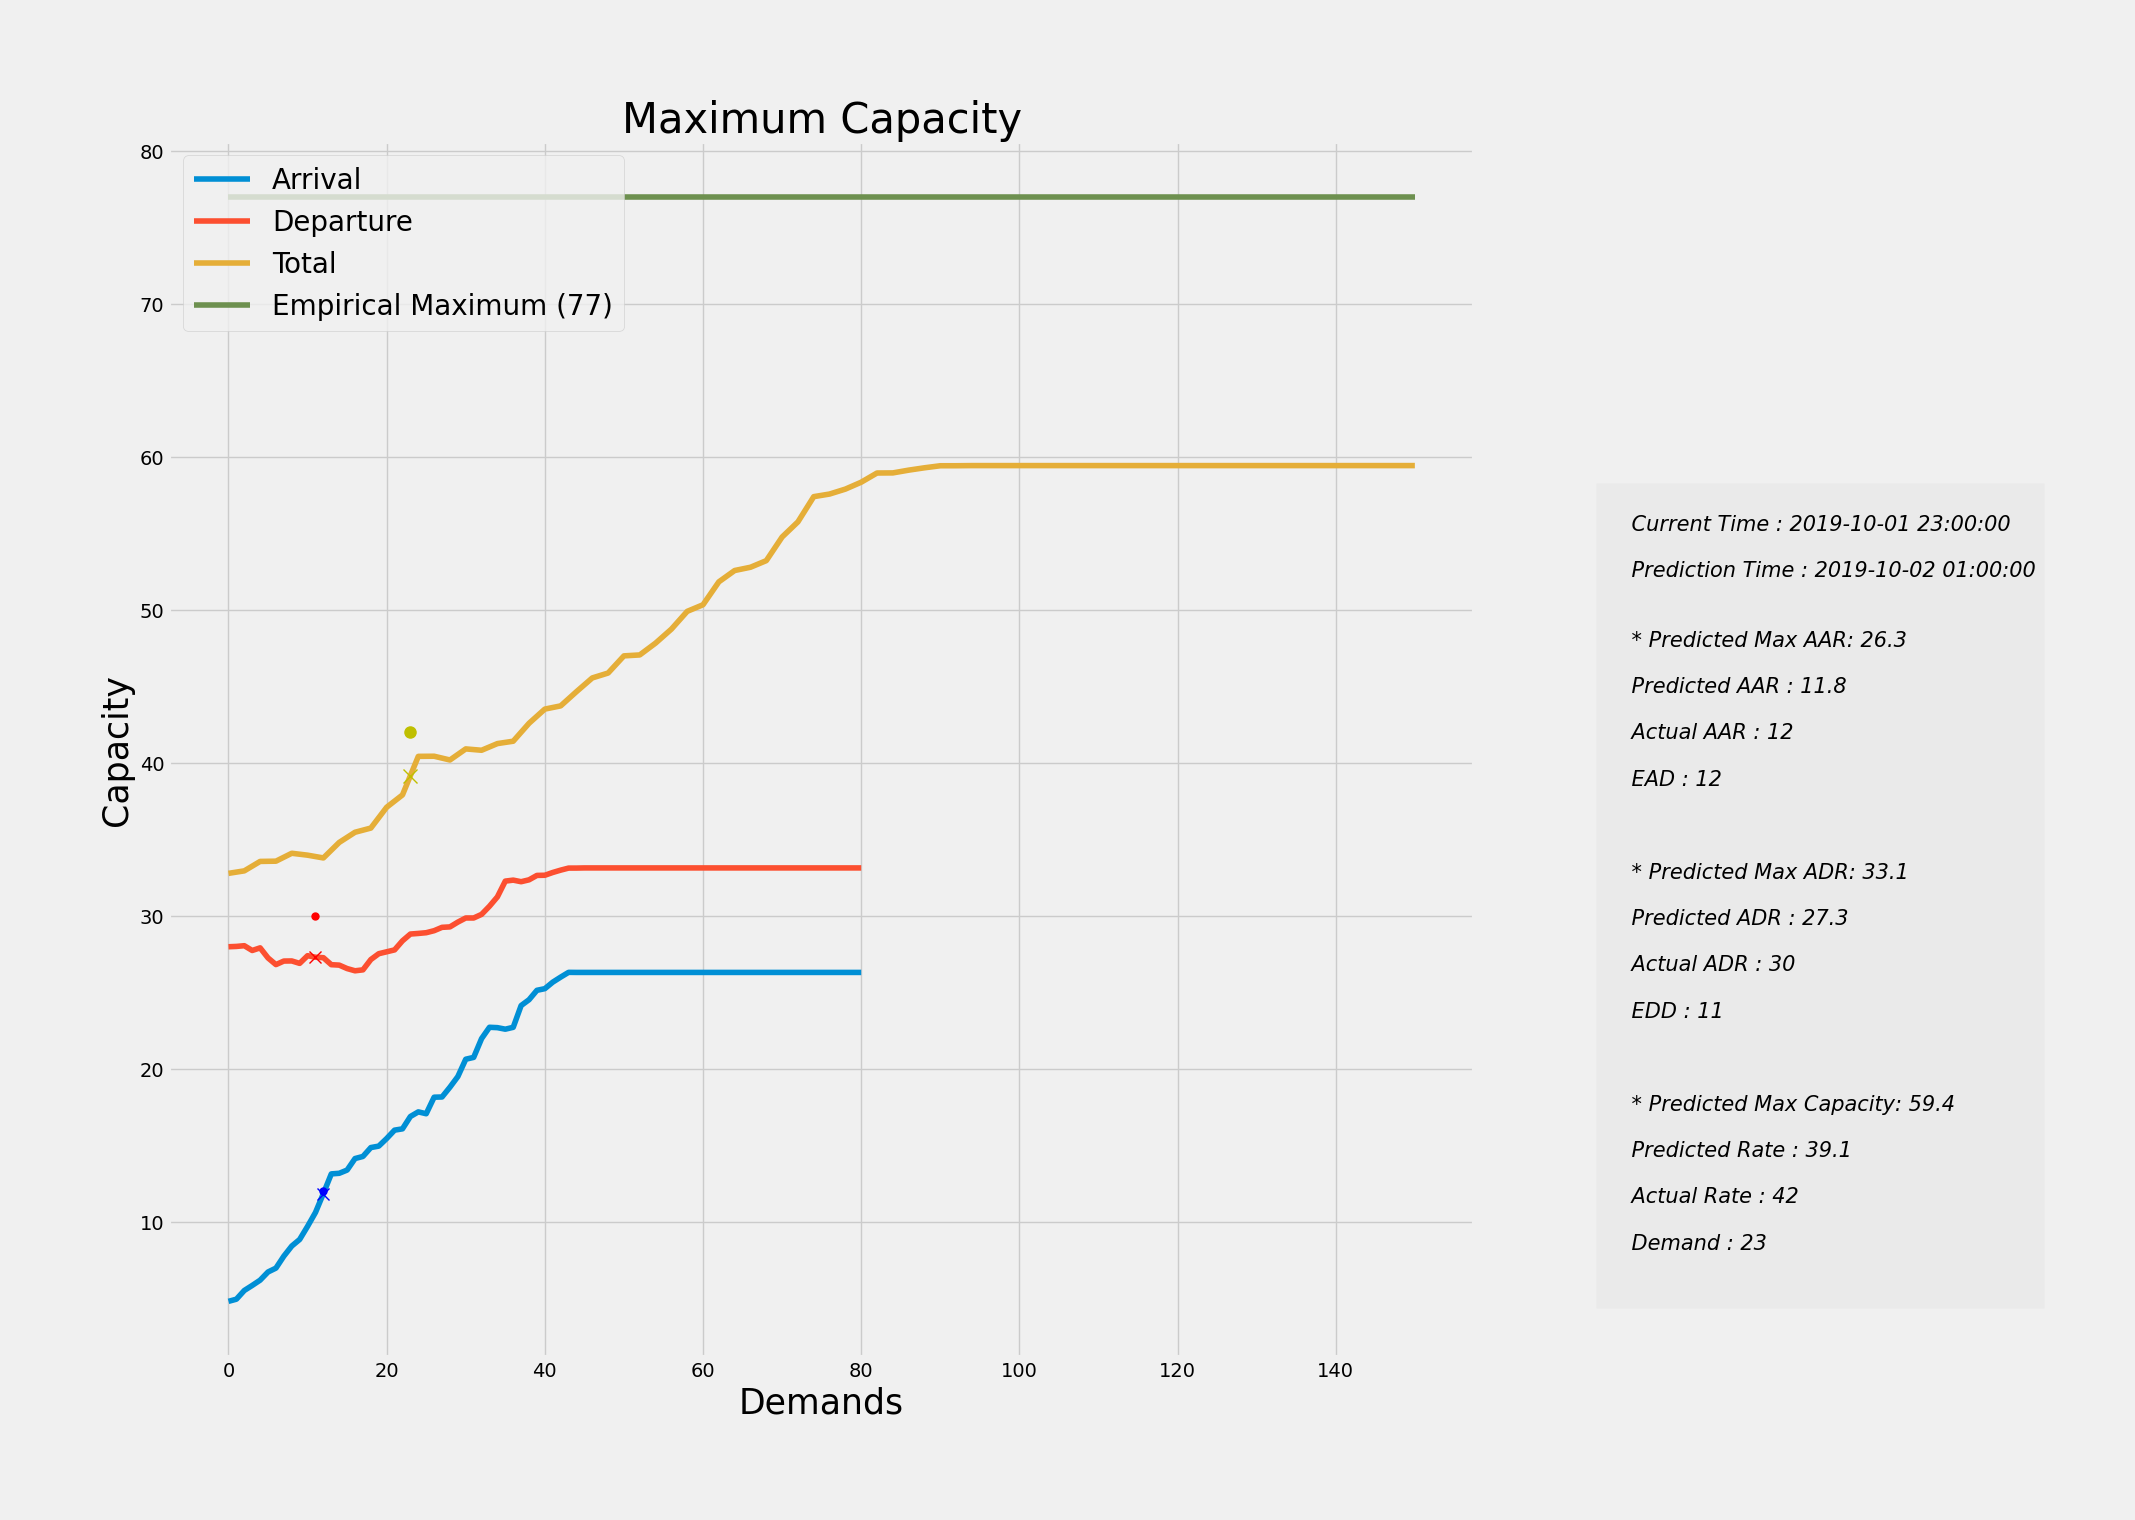 Maximum Capacity
80
70
60
50
40
30
20
10
Capacity
Arrival
Departure
Total
Empirical Maximum (77)
0 20 40 60 80 100 120 140
Demands
Current Time : 2019-10-01 23:00:00
Prediction Time : 2019-10-02 01:00:00
* Predicted Max AAR: 26.3
Predicted AAR : 11.8
Actual AAR : 12
EAD : 12
* Predicted Max ADR: 33.1
Predicted ADR : 27.3
Actual ADR : 30
EDD : 11
* Predicted Max Capacity: 59.4
Predicted Rate : 39.1
Actual Rate : 42
Demand : 23